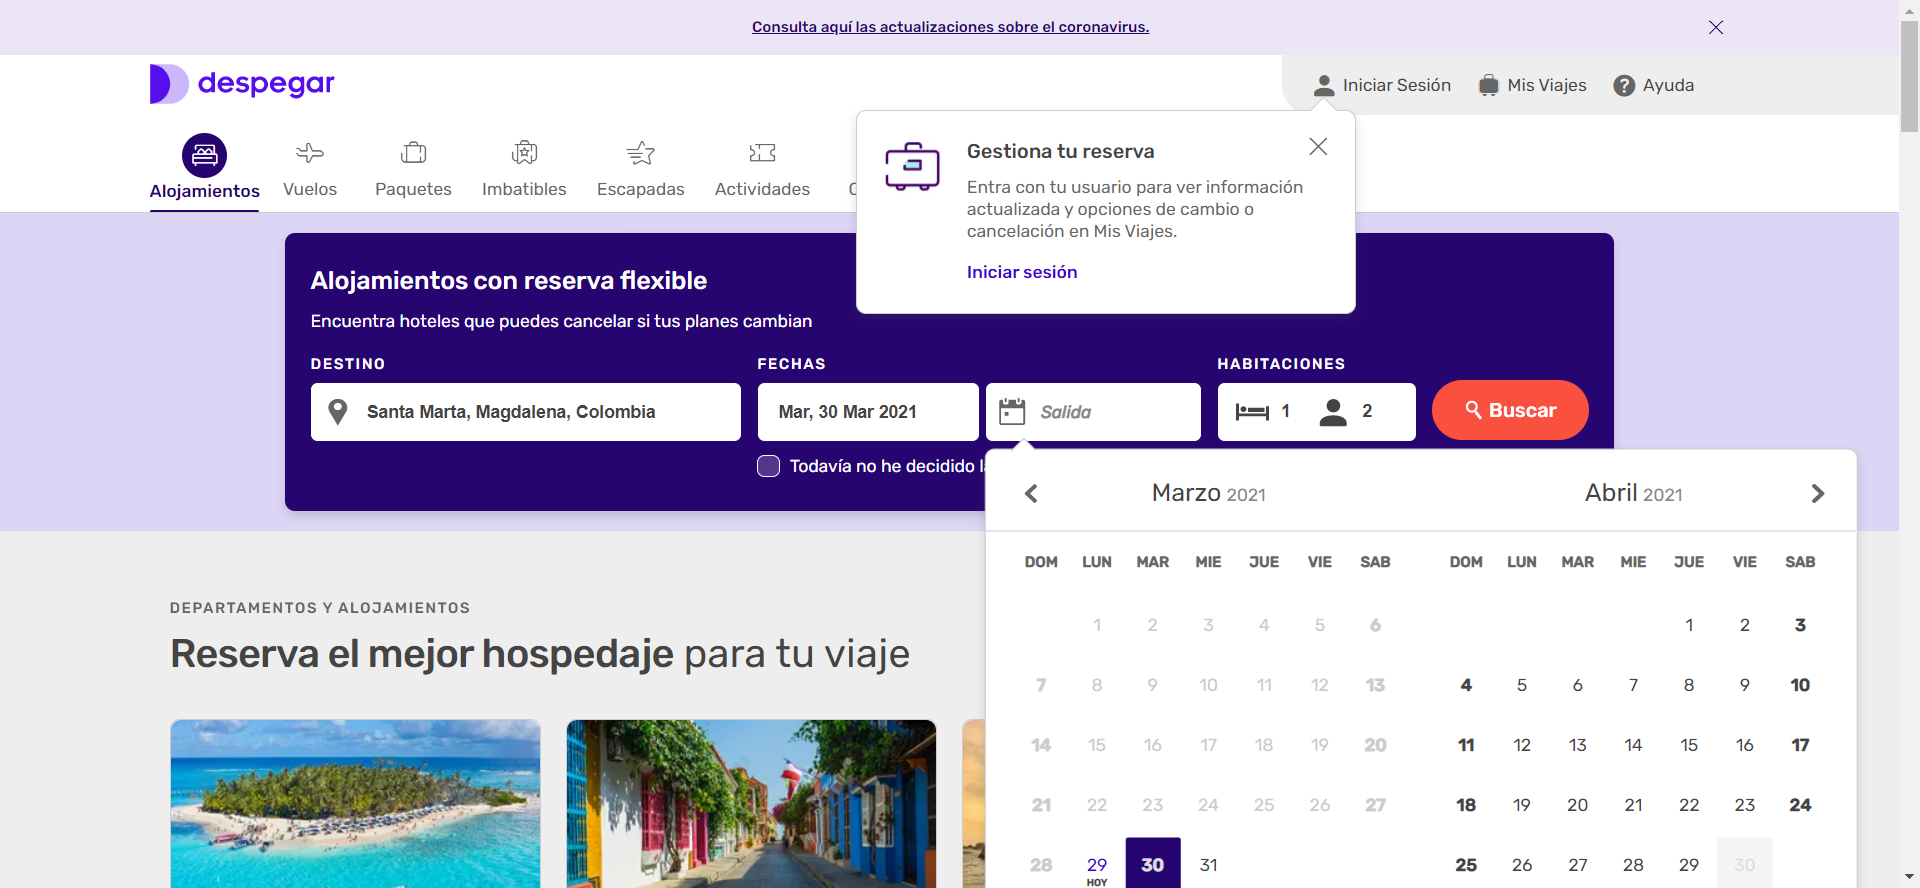 Consulta aquí las actualizaciones sobre el coronavirus.
despegar
Iniciar Sesión
Mis Viajes
Ayuda
Alojamientos
Vuelos
Paquetes
Imbatibles
Escapadas
Actividades
Gestiona tu reserva
Entra con tu usuario para ver información
actualizada y opciones de cambio o
cancelación en Mis Viajes.
Iniciar sesión
Alojamientos con reserva flexible
Encuentra hoteles que puedes cancelar si tus planes cambian
DESTINO
FECHAS
HABITACIONES
Santa Marta, Magdalena, Colombia
Mar, 30 Mar 2021
Salida
1
2
Buscar
Todavía no he decidido
Marzo 2021
DOM LUN MAR MIE JUE VIE SAB
1 2 3 4 5 6
7 8 9 10 11 12 13
14 15 16 17 18 19 20
21 22 23 24 25 26 27
28 29 30 31
HOY
Abril 2021
DOM LUN MAR MIE JUE VIE SAB
1 2 3
4 5 6 7 8 9 10
11 12 13 14 15 16 17
18 19 20 21 22 23 24
25 26 27 28 29 30
DEPARTAMENTOS Y ALOJAMIENTOS
Reserva el mejor hospedaje para tu viaje